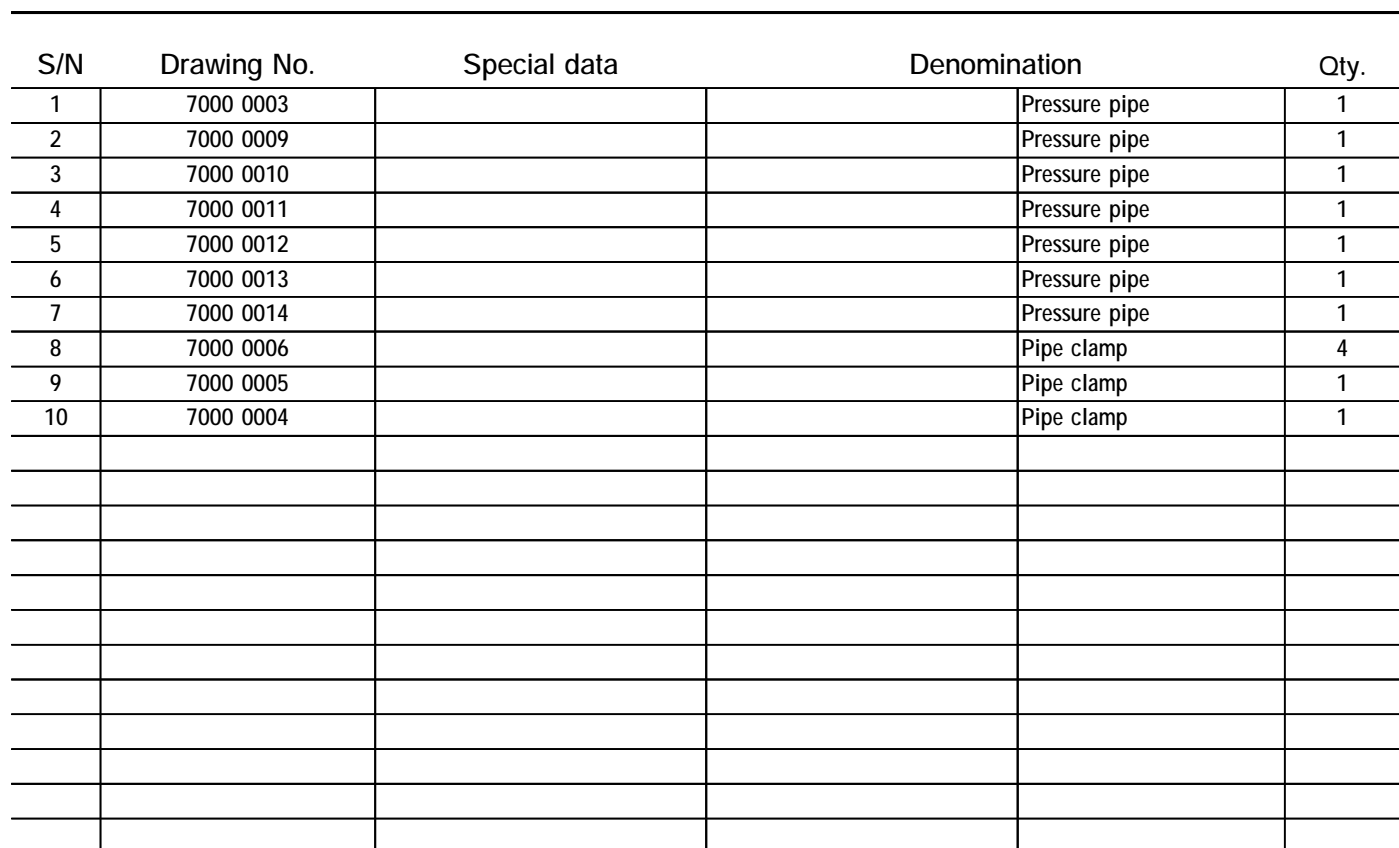 S/N Drawing No. Special data Denomination Qty.
1 7000 0003 Pressure pipe 1
2 7000 0009 Pressure pipe 1
3 7000 0010 Pressure pipe 1
4 7000 0011 Pressure pipe 1
5 7000 0012 Pressure pipe 1
6 7000 0013 Pressure pipe 1
7 7000 0014 Pressure pipe 1
8 7000 0006 Pipe clamp 4
9 7000 0005 Pipe clamp 1
10 7000 0004 Pipe clamp 1